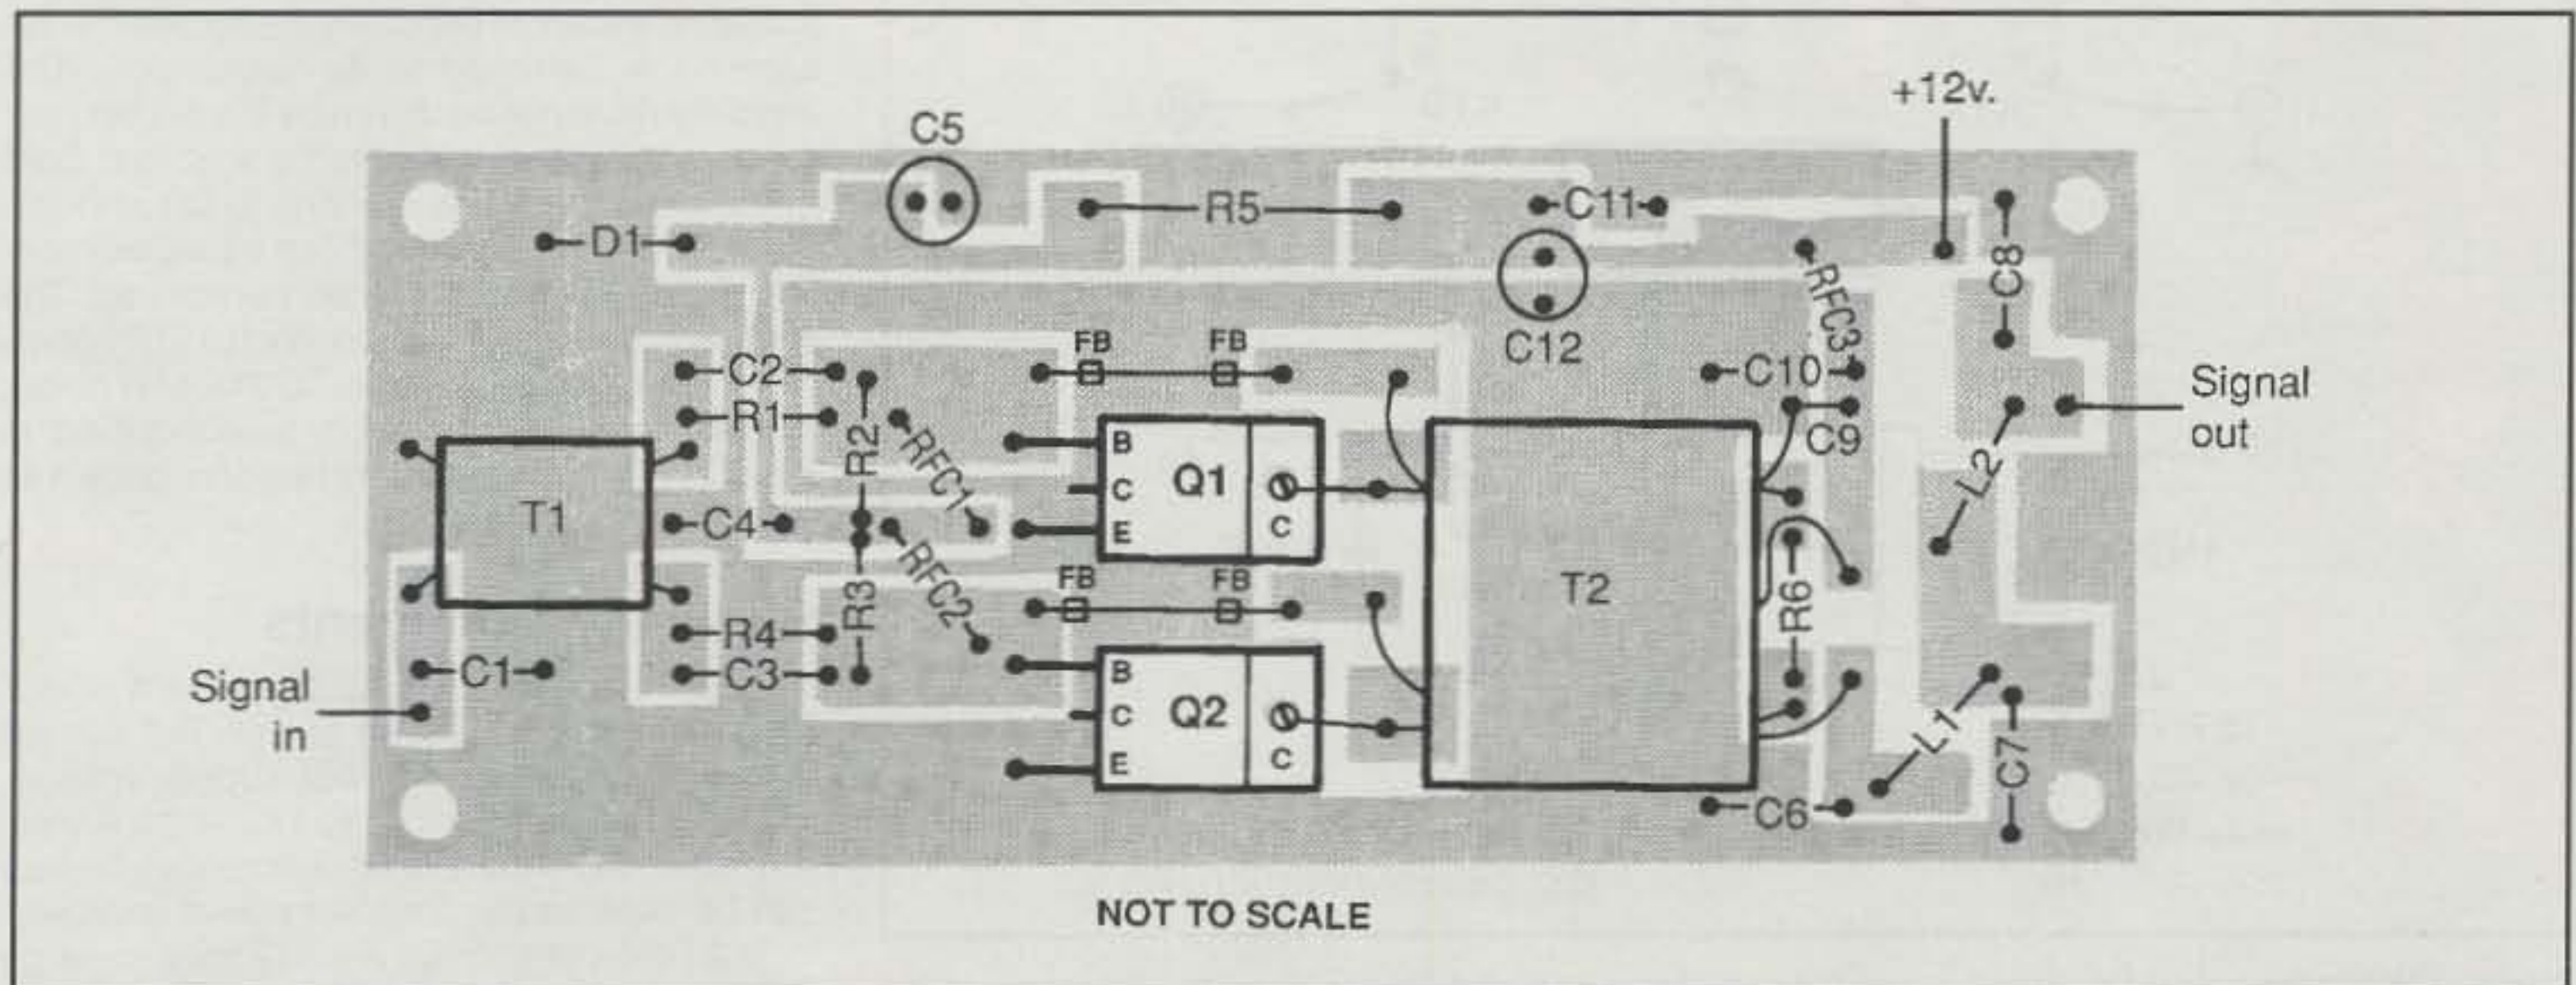 +12v.
C5
R5
C11
D1
C8
RFC3
FB
FB
C12
C2
C10
Signal
out
R1
R2
RFC1
C9
B
C
E
Q1
C
L2
T1
C4
RFC2
FB
FB
T2
R6
R4
R3
C3
C1
Signal
in
B
C
E
Q2
C
L1
C7
C6
NOT TO SCALE